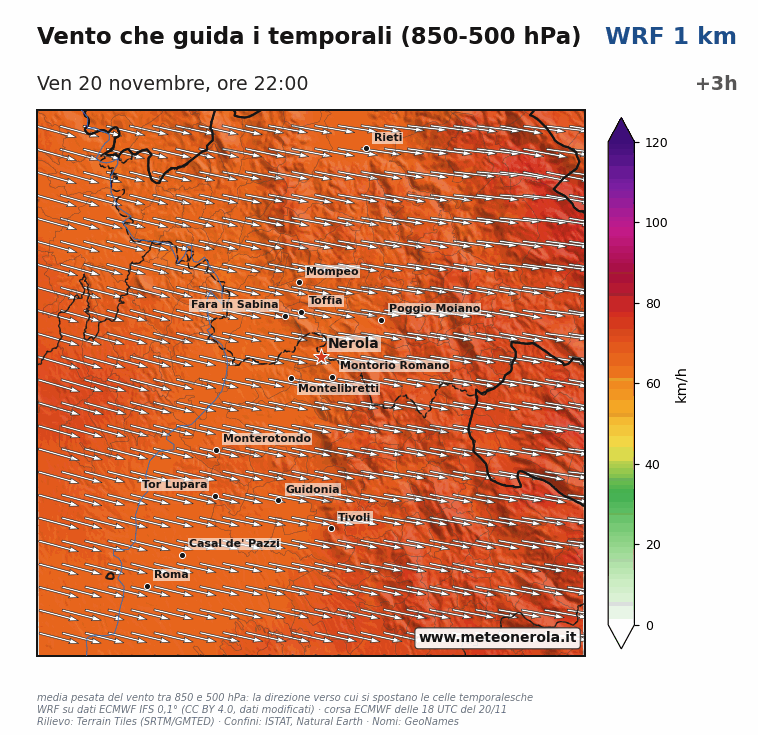 Vento che guida i temporali (850-500 hPa) WRF 1 km
Ven 20 novembre, ore 22:00 +3h
Rieti
Mompeo
Toffia
Fara in Sabina
Poggio Moiano
Nerola
Montorio Romano
Montelibretti
Monterotondo
Tor Lupara
Guidonia
Tivoli
Casal de' Pazzi
Roma
www.meteonerola.it
120
100
80
60
40
20
0
km/h
media pesata del vento tra 850 e 500 hPa: la direzione verso cui si spostano le celle temporalesche
WRF su dati ECMWF IFS 0,1° (CC BY 4.0, dati modificati) · corsa ECMWF delle 18 UTC del 20/11
Rilievo: Terrain Tiles (SRTM/GMTED) · Confini: ISTAT, Natural Earth · Nomi: GeoNames